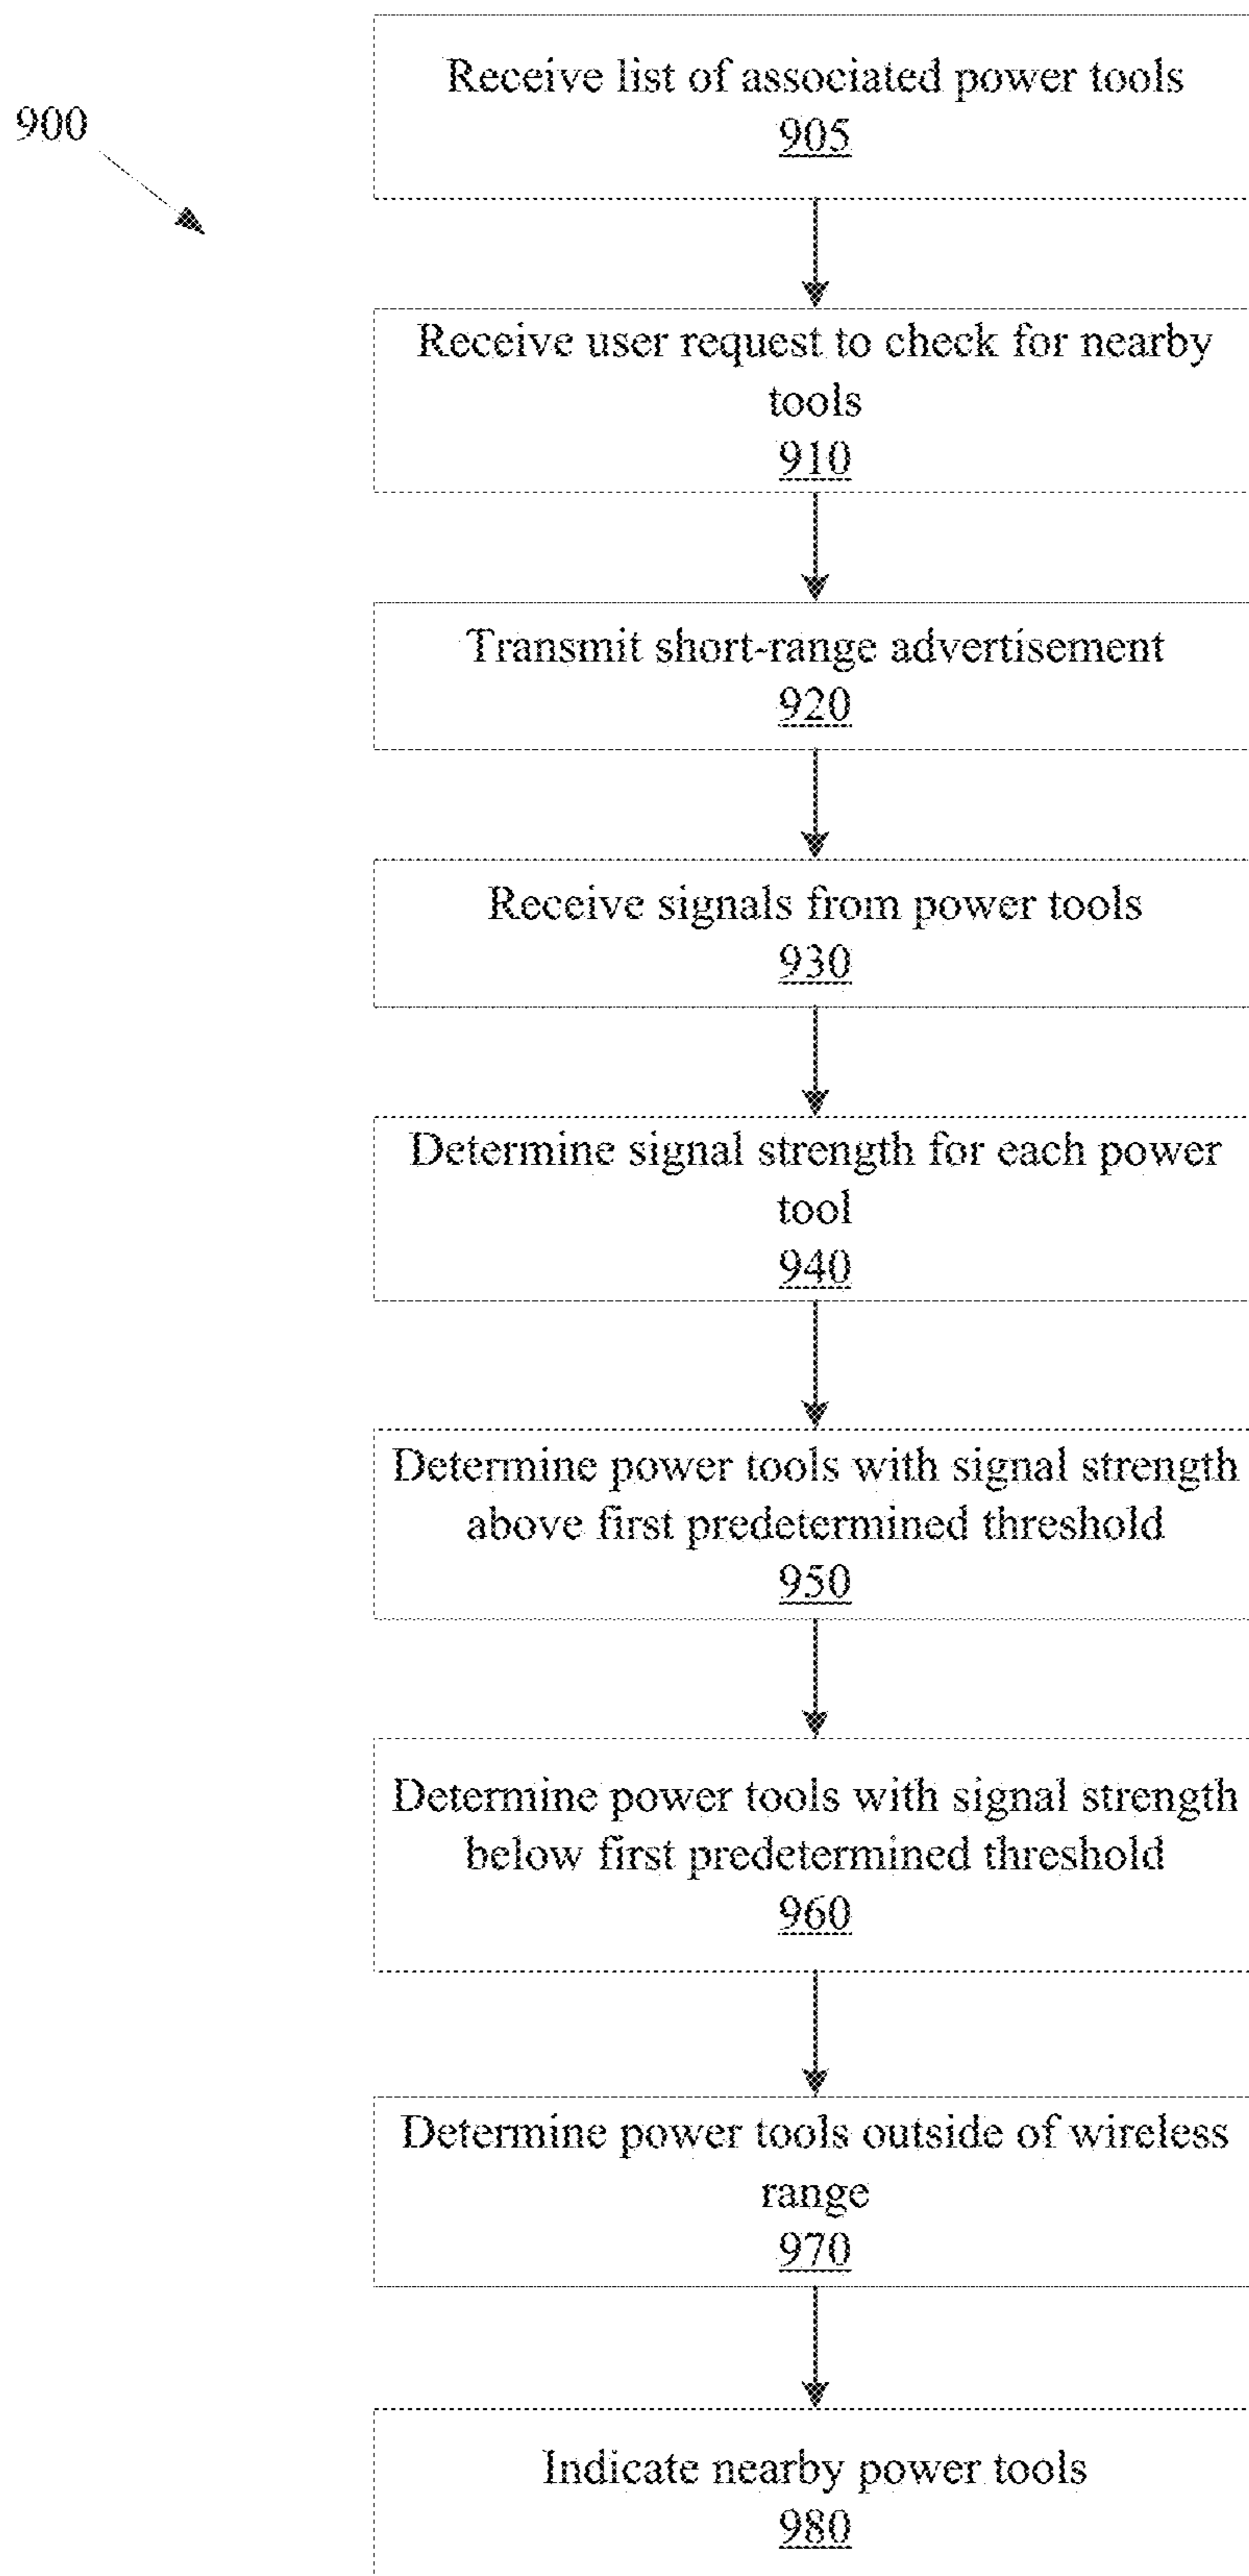 Receive list of associated power tools
905
900
Receive user request to check for nearby
tools
910
Transmit short-range advertisement
920
Receive signals from power tools
930
Determine signal strength for each power
tool
940
Determine power tools with signal strength
above first predetermined threshold
950
Determine power tools with signal strength
below first predetermined threshold
960
Determine power tools outside of wireless
range
970
Indicate nearby power tools
980